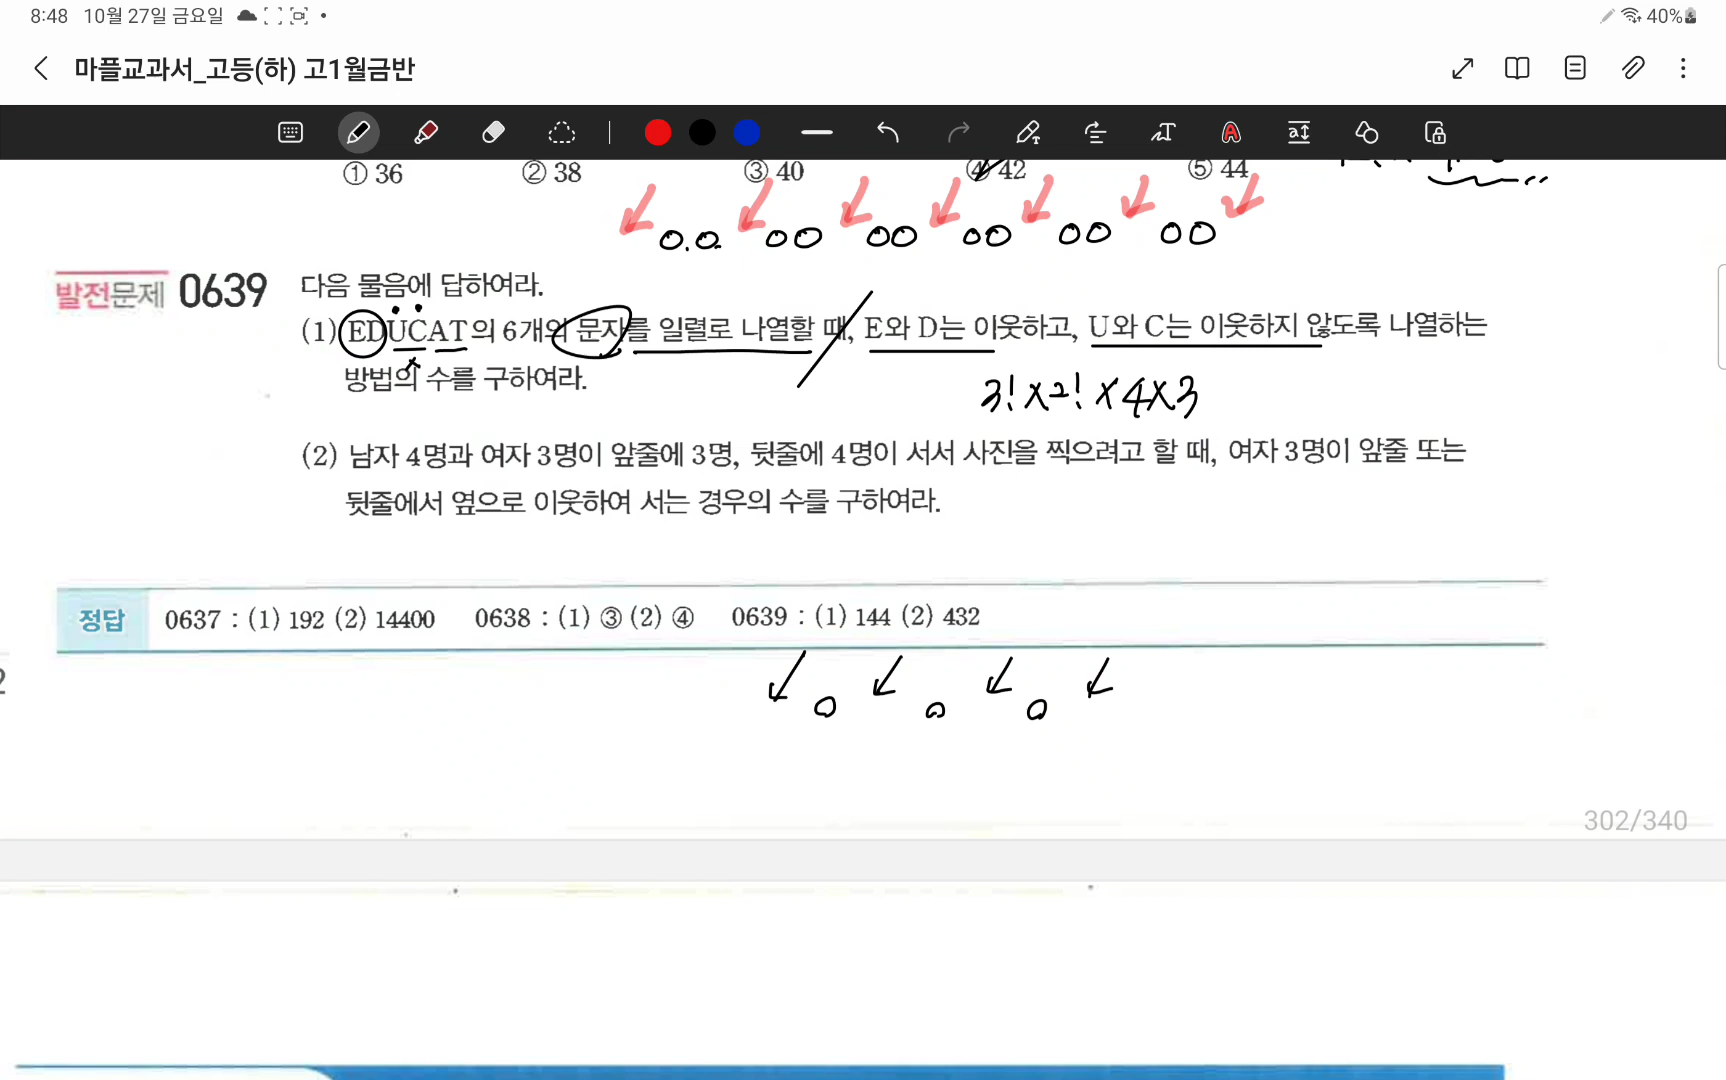 8:48 10월 27일 금요일
40%
마플교과서_고등(하) 고1월금반
① 36 ② 38 ③ 40 ④ 42 ⑤ 44
발전문제 0639 다음 물음에 답하여라.
(1) EDUCAT의 6개의 문자를 일렬로 나열할 때, E와 D는 이웃하고, U와 C는 이웃하지 않도록 나열하는
방법의 수를 구하여라.
3! × 2! × 4 × 3
(2) 남자 4명과 여자 3명이 앞줄에 3명, 뒷줄에 4명이 서서 사진을 찍으려고 할 때, 여자 3명이 앞줄 또는
뒷줄에서 옆으로 이웃하여 서는 경우의 수를 구하여라.
정답 0637 : (1) 192 (2) 14400 0638 : (1) ③ (2) ④ 0639 : (1) 144 (2) 432
302/340